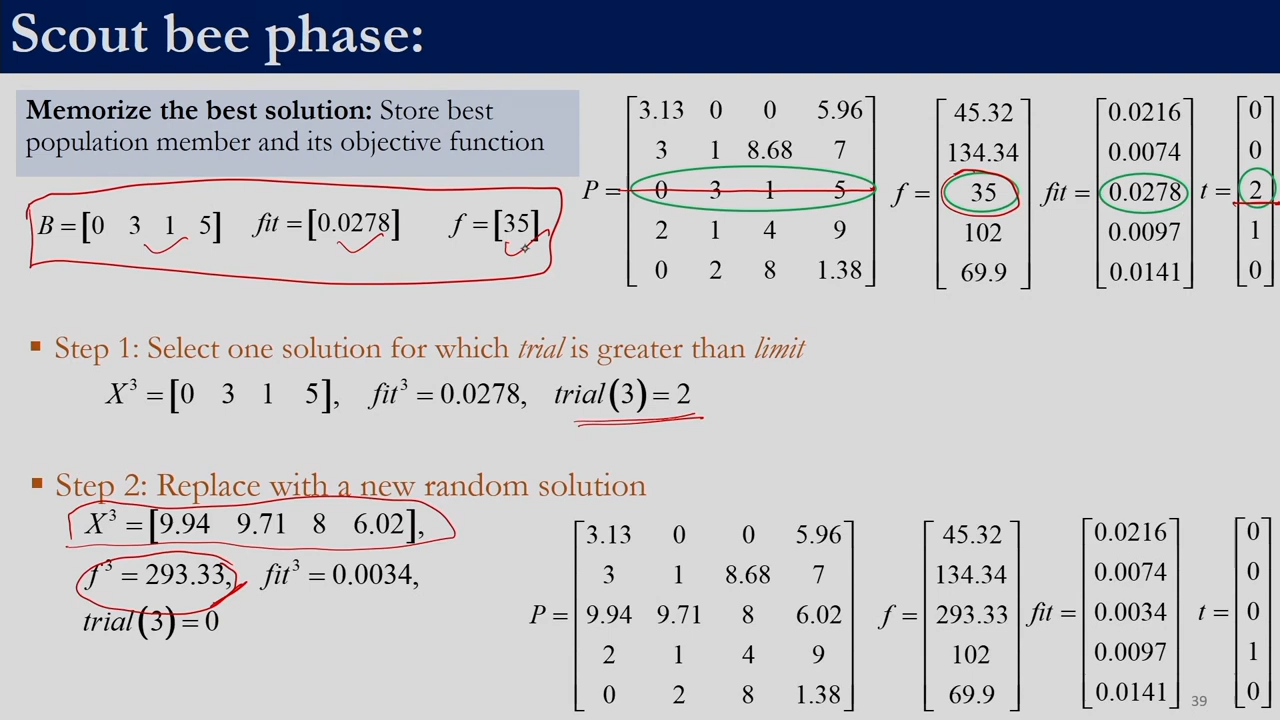 Scout bee phase:
Memorize the best solution: Store best
population member and its objective function
B = [0 3 1 5] fit = [0.0278] f = [35]
P = [3.13 0 0 5.96
3 1 8.68 7
0 3 1 5
2 1 4 9
0 2 8 1.38]
f = [45.32
134.34
35
102
69.9]
fit = [0.0216
0.0074
0.0278
0.0097
0.0141]
t = [0
0
2
1
0]
▪ Step 1: Select one solution for which trial is greater than limit
X³ = [0 3 1 5], fit³ = 0.0278, trial(3) = 2
▪ Step 2: Replace with a new random solution
X³ = [9.94 9.71 8 6.02],
f³ = 293.33, fit³ = 0.0034,
trial(3) = 0
P = [3.13 0 0 5.96
3 1 8.68 7
9.94 9.71 8 6.02
2 1 4 9
0 2 8 1.38]
f = [45.32
134.34
293.33
102
69.9]
fit = [0.0216
0.0074
0.0034
0.0097
0.0141]
t = [0
0
0
1
0]
39